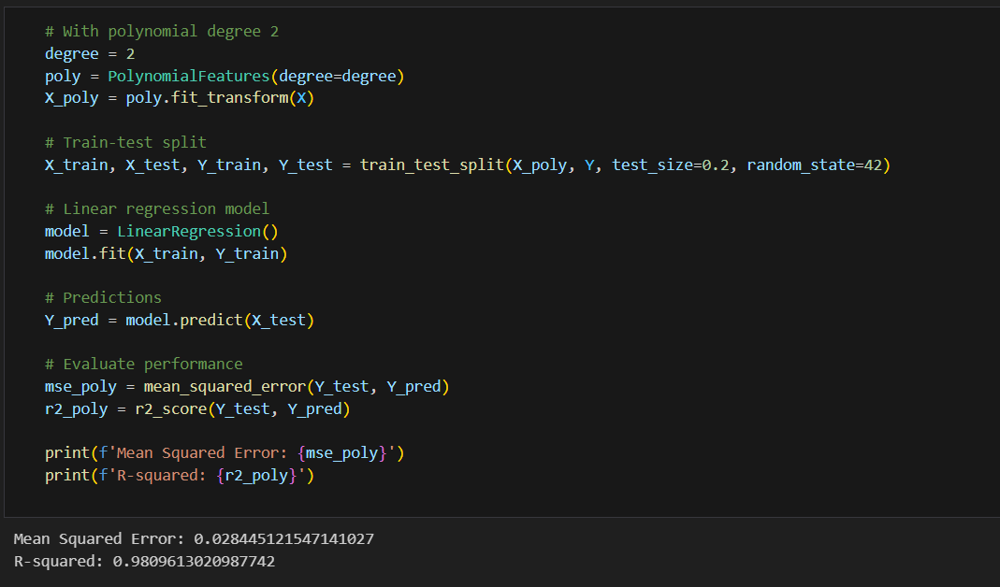 # With polynomial degree 2
degree = 2
poly = PolynomialFeatures(degree=degree)
X_poly = poly.fit_transform(X)
# Train-test split
X_train, X_test, Y_train, Y_test = train_test_split(X_poly, Y, test_size=0.2, random_state=42)
# Linear regression model
model = LinearRegression()
model.fit(X_train, Y_train)
# Predictions
Y_pred = model.predict(X_test)
# Evaluate performance
mse_poly = mean_squared_error(Y_test, Y_pred)
r2_poly = r2_score(Y_test, Y_pred)
print(f'Mean Squared Error: {mse_poly}')
print(f'R-squared: {r2_poly}')
Mean Squared Error: 0.028445121547141027
R-squared: 0.9809613020987742